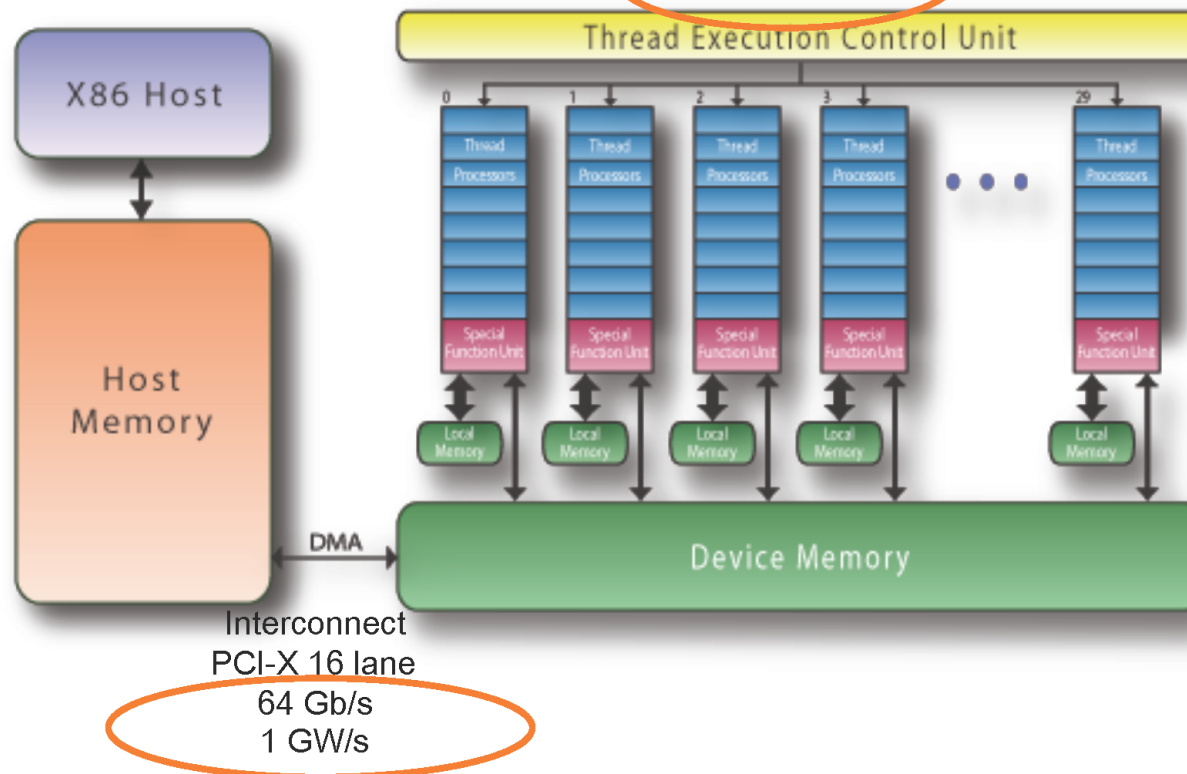 X86 Host
Host
Memory
DMA
Interconnect
PCI-X 16 lane
64 Gb/s
1 GW/s
Thread Execution Control Unit
0
1
2
3
29
Thread
Processors
Thread
Processors
Thread
Processors
Thread
Processors
Thread
Processors
Special
Function Unit
Special
Function Unit
Special
Function Unit
Special
Function Unit
Special
Function Unit
Local
Memory
Local
Memory
Local
Memory
Local
Memory
Local
Memory
Device Memory